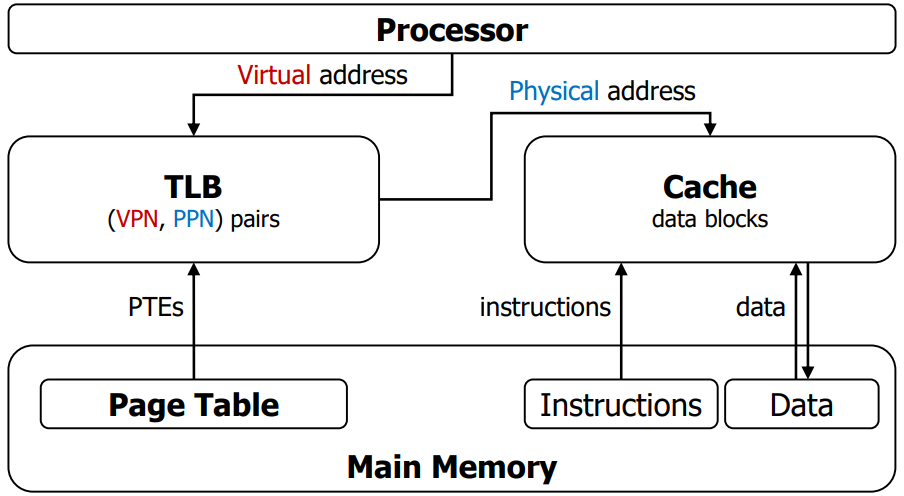 Processor
Virtual address
Physical address
TLB
(VPN, PPN) pairs
Cache
data blocks
PTEs
instructions
data
Page Table
Instructions
Data
Main Memory